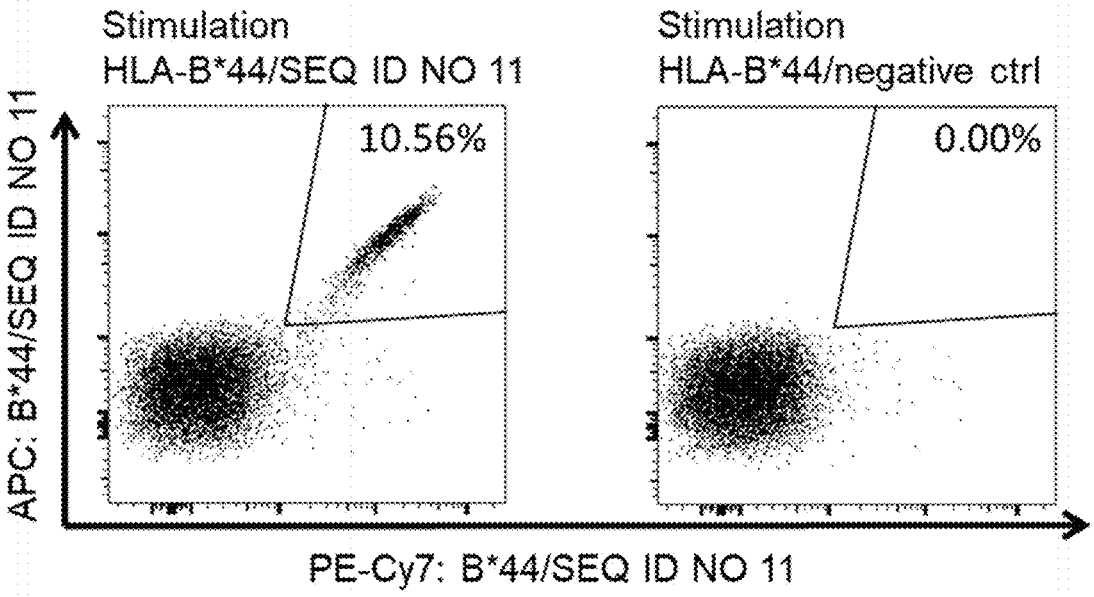 Stimulation
HLA-B*44/SEQ ID NO 11
Stimulation
HLA-B*44/negative ctrl
10.56%
0.00%
APC: B*44/SEQ ID NO 11
PE-Cy7: B*44/SEQ ID NO 11